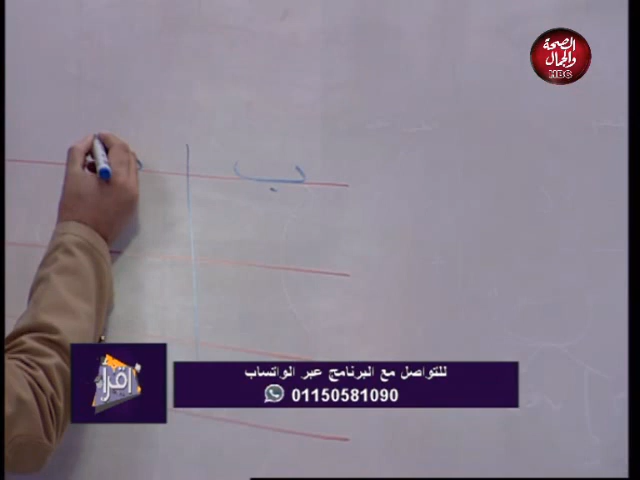 الصحة
والجمال
HBC
ب
اقرأ
للتواصل مع البرنامج عبر الواتساب
01150581090